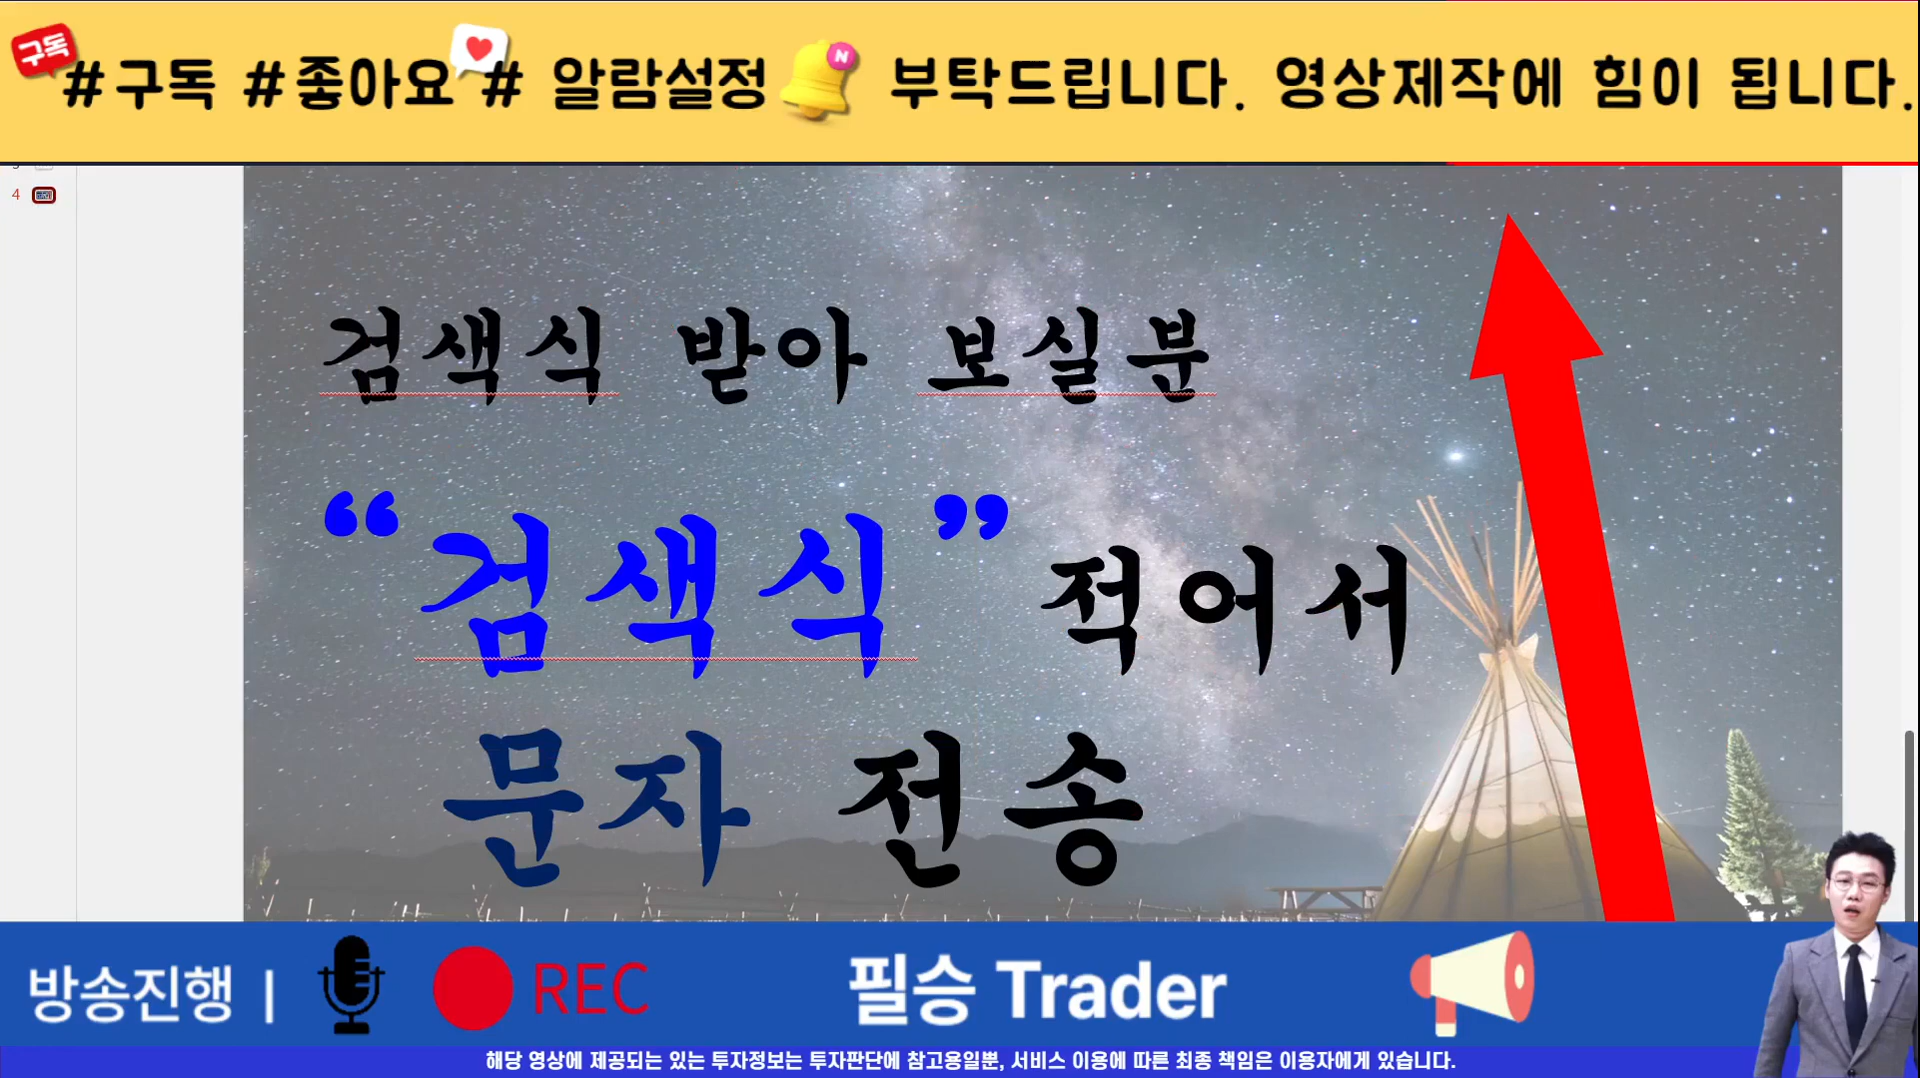 구독
#구독 #좋아요 # 알람설정 N 부탁드립니다. 영상제작에 힘이 됩니다.
4
검색식 받아 보실분
“검색식” 적어서
문자 전송
방송진행 | REC 필승 Trader
해당 영상에 제공되는 있는 투자정보는 투자판단에 참고용일뿐, 서비스 이용에 따른 최종 책임은 이용자에게 있습니다.